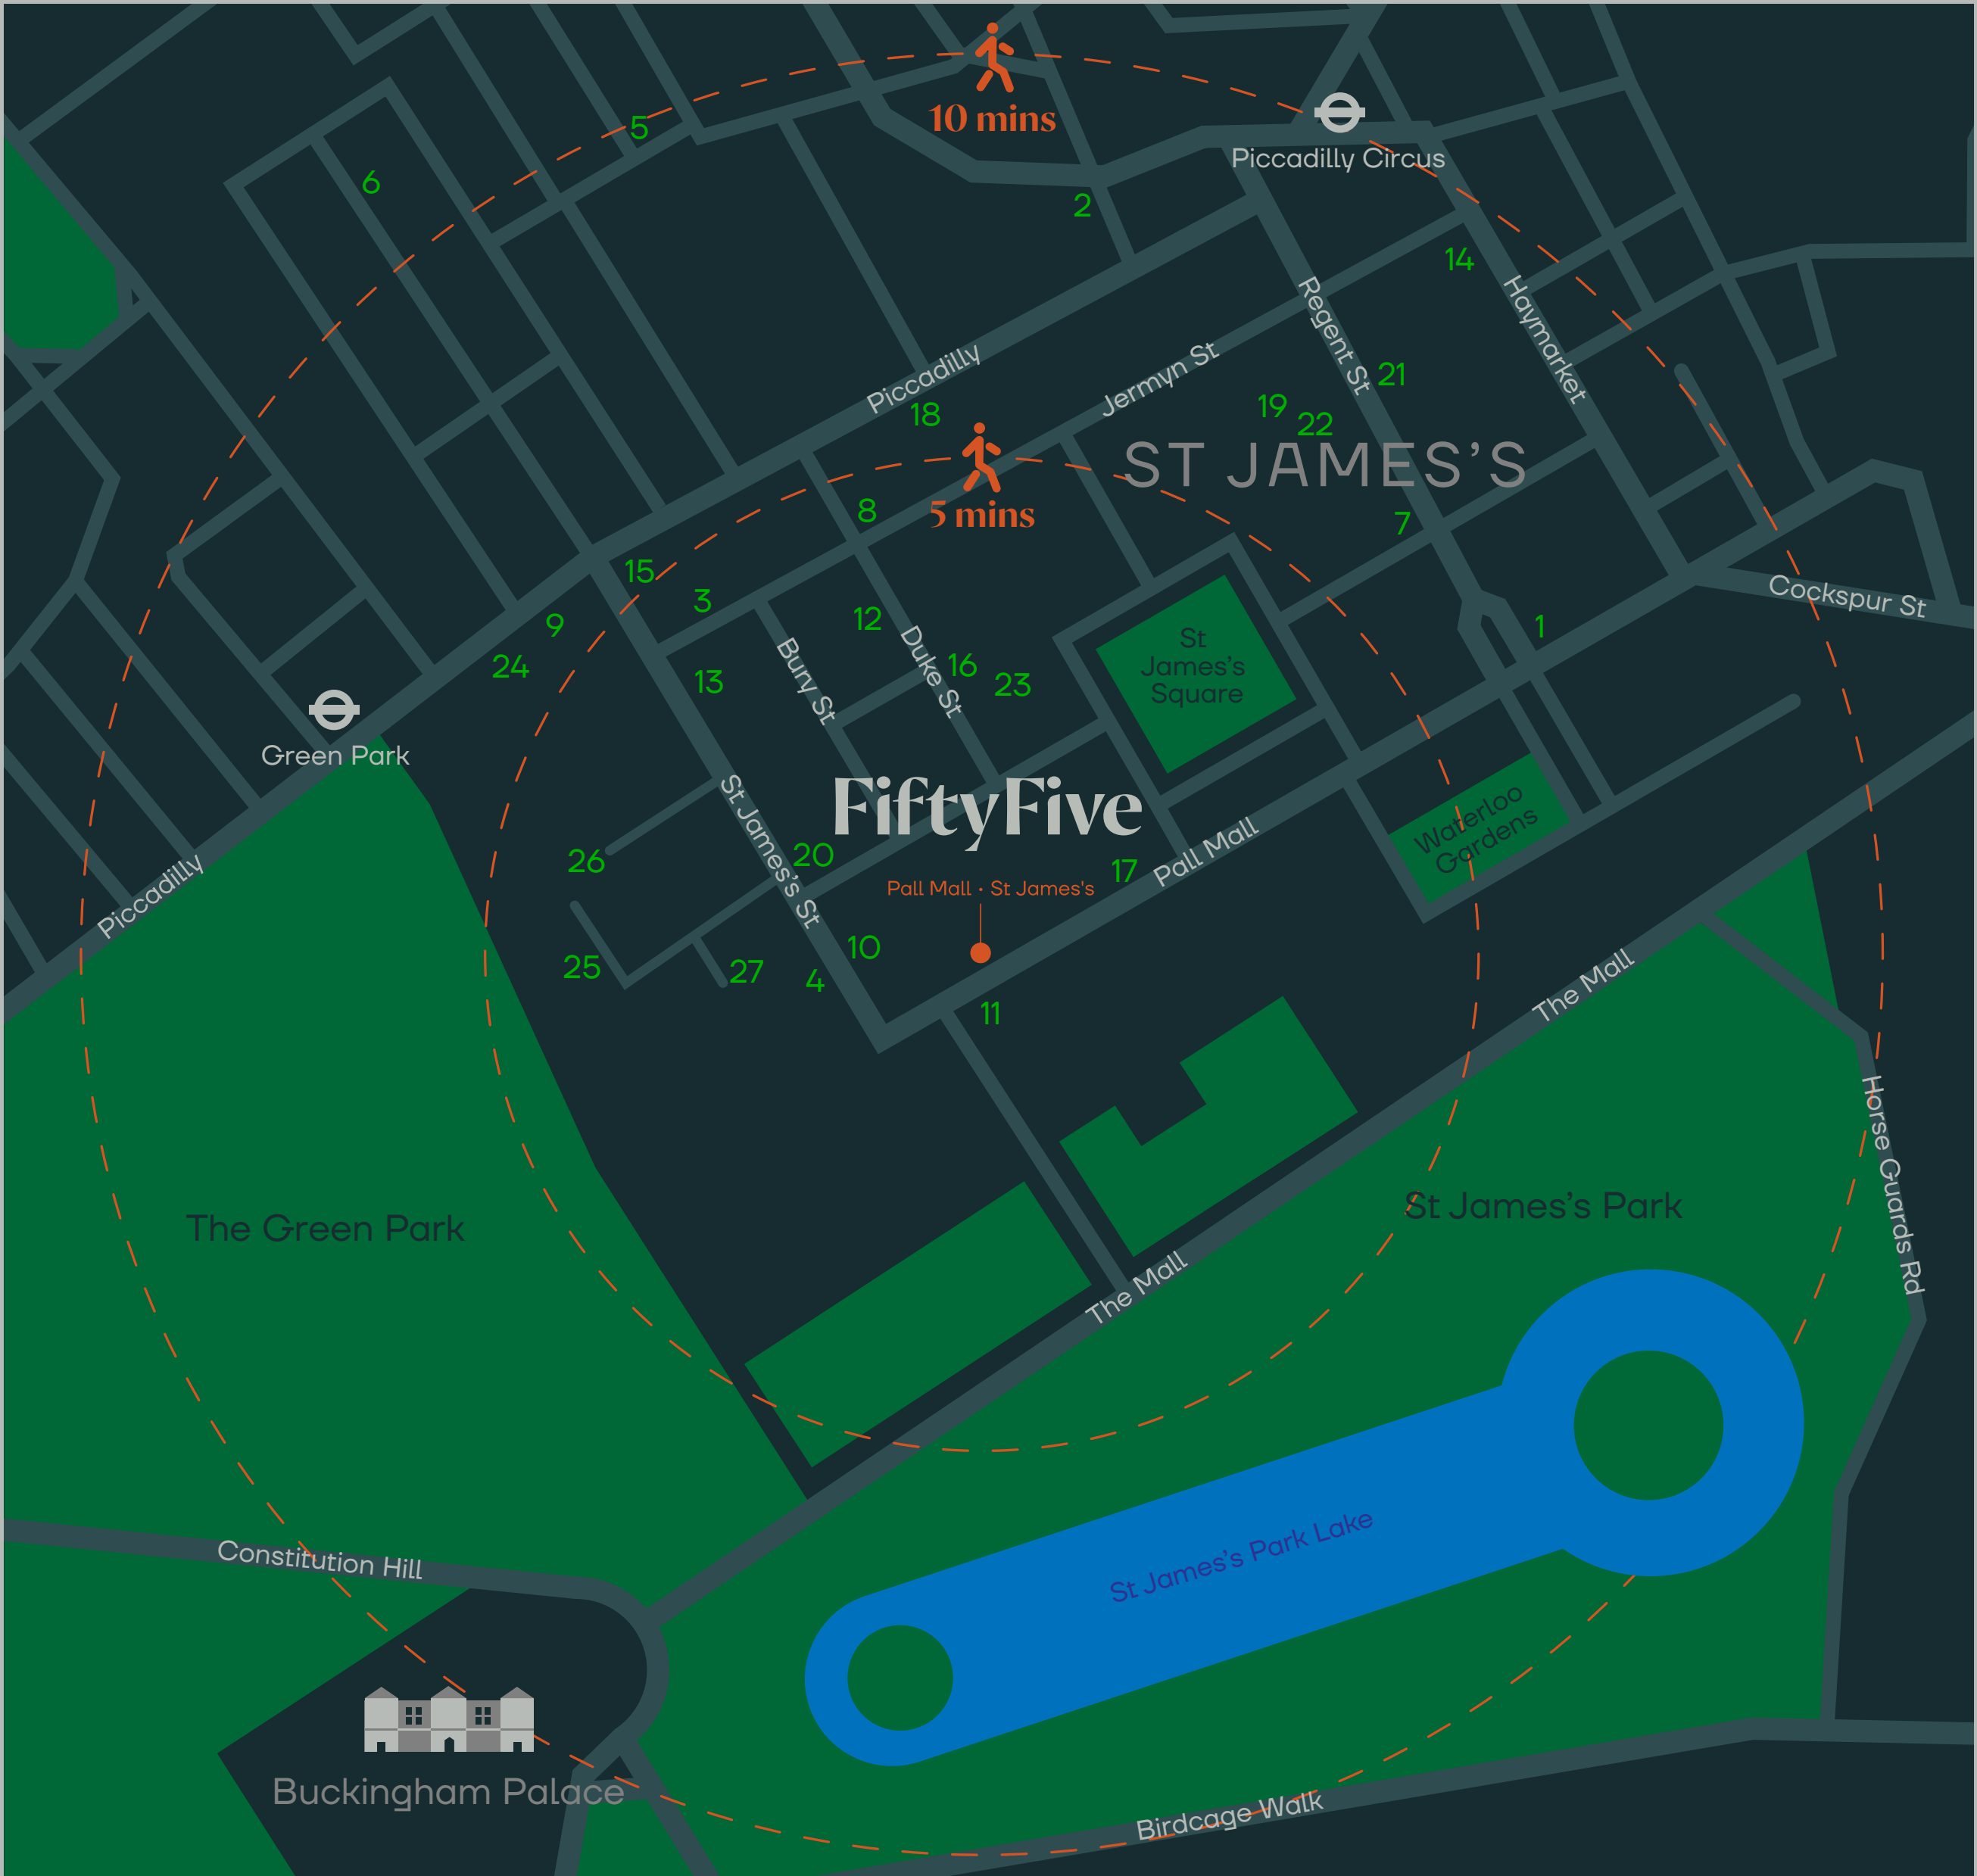 10 mins
5
Piccadilly Circus
6
2
14
Regent St
Haymarket
Piccadilly
Jermyn St
21
18
19
22
ST JAMES’S
8
5 mins
7
15
3
Cockspur St
9
12
1
24
13
Bury St
Duke St
16
23
St
James’s
Square
Green Park
St James’s St
FiftyFive
Waterloo
Gardens
26
20
17
Pall Mall
Pall Mall · St James's
Piccadilly
10
25
27
4
The Mall
11
Horse Guards Rd
The Green Park
St James’s Park
The Mall
St James’s Park Lake
Constitution Hill
Buckingham Palace
Birdcage Walk